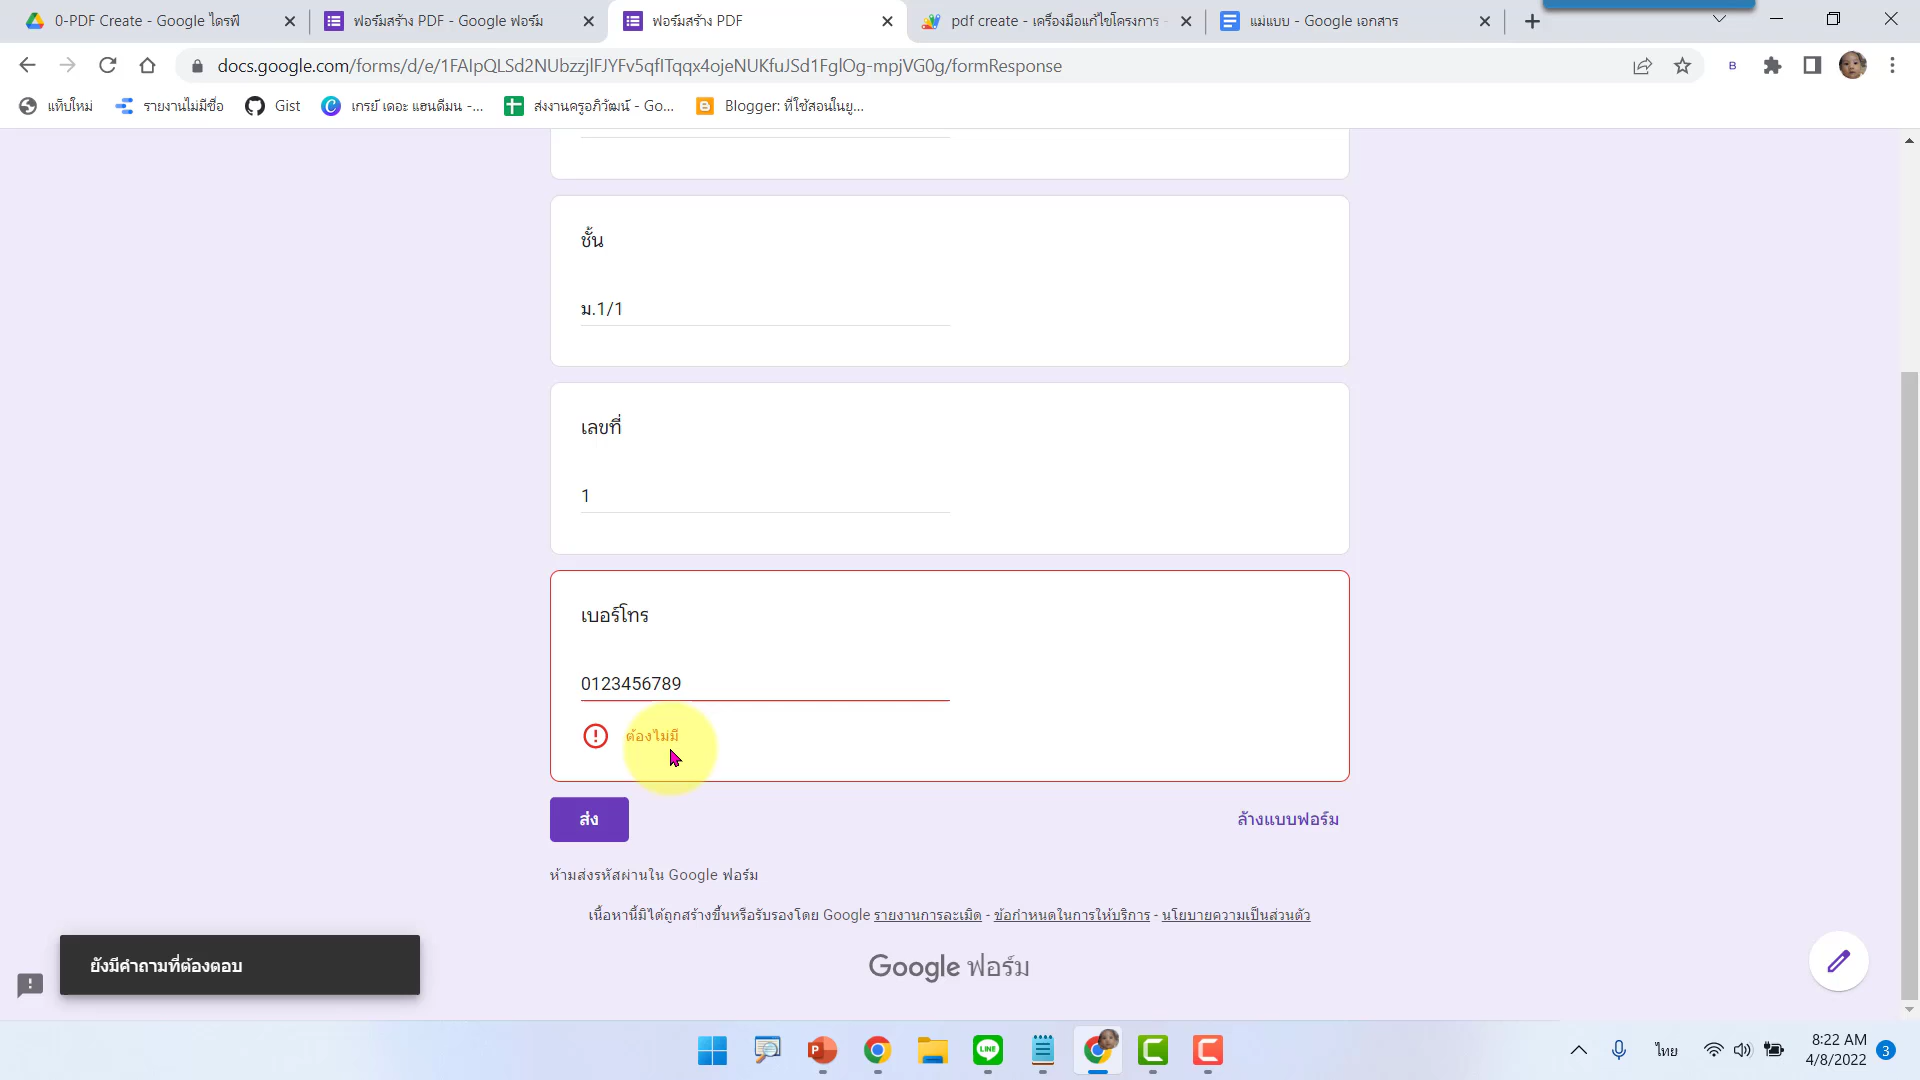 0-PDF Create - Google ไดรฟ์
ฟอร์มสร้าง PDF - Google ฟอร์ม
ฟอร์มสร้าง PDF
pdf create - เครื่องมือแก้ไขโครงการ -
แม่แบบ - Google เอกสาร
docs.google.com/forms/d/e/1FAIpQLSd2NUbzzjlFJYFv5qfITqqx4ojeNUKfuJSd1FglOg-mpjVG0g/formResponse
แท็บใหม่
รายงานไม่มีชื่อ
Gist
เกรย์ เดอะ แฮนดีมน -...
ส่งงานครูอภิวัฒน์ - Go...
Blogger: ที่ใช้สอนในยู...
ชั้น
ม.1/1
เลขที่
1
เบอร์โทร
0123456789
ต้องไม่มี
ส่ง
ล้างแบบฟอร์ม
ห้ามส่งรหัสผ่านใน Google ฟอร์ม
เนื้อหานี้มิได้ถูกสร้างขึ้นหรือรับรองโดย Google รายงานการละเมิด - ข้อกำหนดในการให้บริการ - นโยบายความเป็นส่วนตัว
Google ฟอร์ม
ยังมีคำถามที่ต้องตอบ
ไทย
8:22 AM
4/8/2022
3